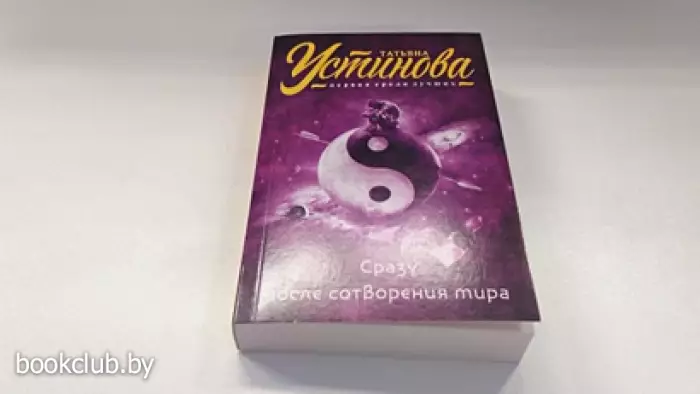 ТАТЬЯНА
Устинова
первая среди лучших
Сразу
после сотворения мира
bookclub.by